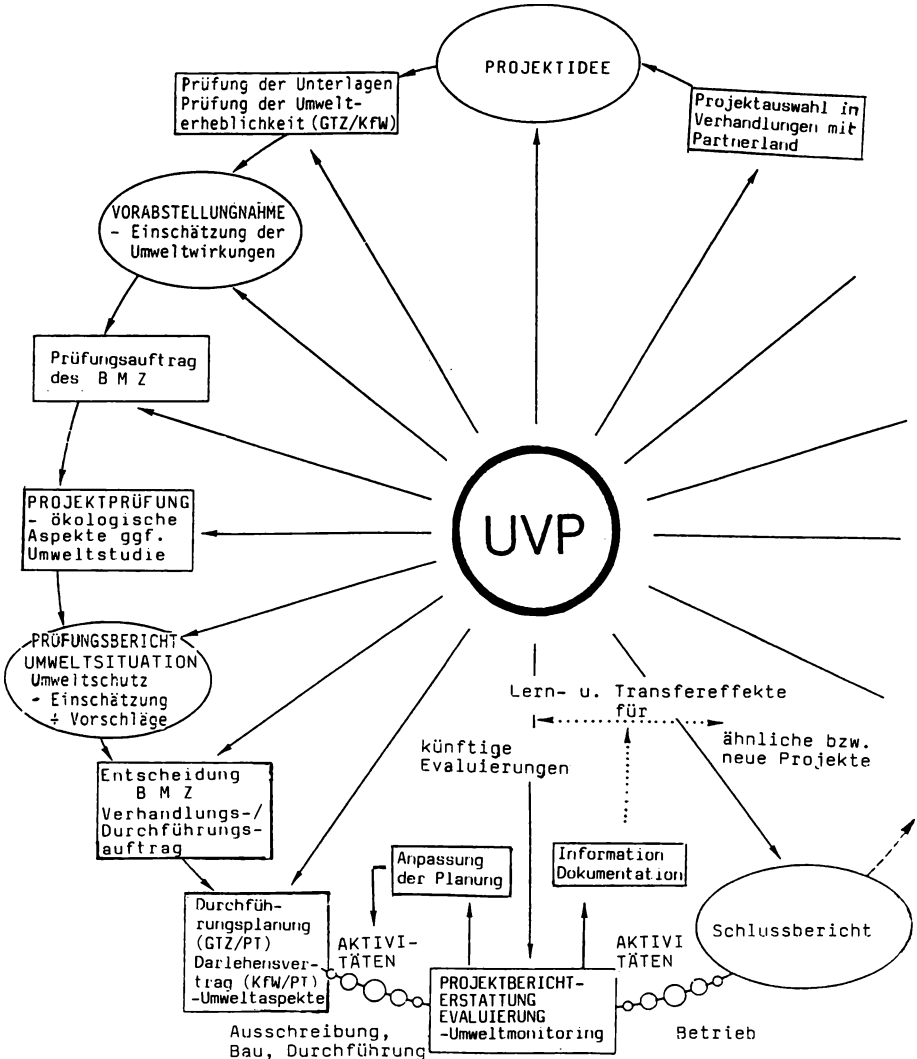 PROJEKTIDEE
Prüfung der Unterlagen
Prüfung der Umwelt-
erheblichkeit (GTZ/KfW)
Projektauswahl in
Verhandlungen mit
Partnerland
VORABSTELLUNGNAHME
- Einschätzung der
Umweltwirkungen
Prüfungsauftrag
des B M Z
PROJEKTPRÜFUNG
- ökologische
Aspekte ggf.
Umweltstudie
UVP
PRÜFUNGSBERICHT
UMWELTSITUATION
Umweltschutz
- Einschätzung
÷ Vorschläge
Lern- u. Transfereffekte
für
künftige
Evaluierungen
ähnliche bzw.
neue Projekte
Entscheidung
B M Z
Verhandlungs-/
Durchführungs-
auftrag
Anpassung
der Planung
Information
Dokumentation
Durchfüh-
rungsplanung
(GTZ/PT)
Darlehensver-
trag (KfW/PT)
-Umweltaspekte
AKTIVI-
TÄTEN
PROJEKTBERICHT-
ERSTATTUNG
EVALUIERUNG
-Umweltmonitoring
AKTIVI
TÄTEN
Schlussbericht
Ausschreibung,
Bau, Durchführung
Betrieb